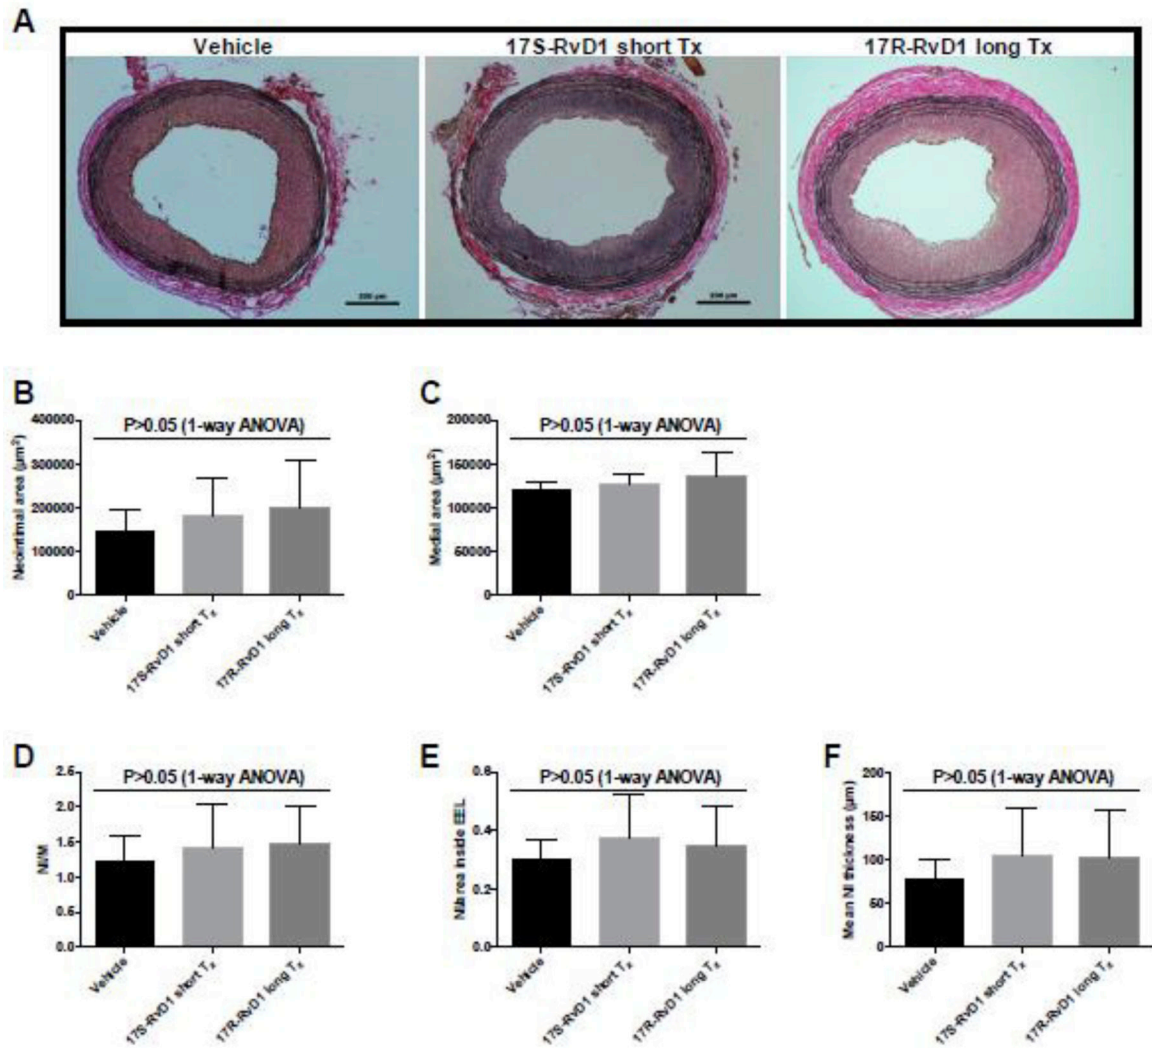 A
Vehicle 17S-RvD1 short Tx 17R-RvD1 long Tx
200 µm 200 µm
B
P>0.05 (1-way ANOVA)
Neointimal area (µm²)
400000
300000
200000
100000
0
Vehicle
17S-RvD1 short Tx
17R-RvD1 long Tx
C
P>0.05 (1-way ANOVA)
Medial area (µm²)
200000
150000
100000
50000
0
Vehicle
17S-RvD1 short Tx
17R-RvD1 long Tx
D
P>0.05 (1-way ANOVA)
NI/M
2.5
2.0
1.5
1.0
0.5
0.0
Vehicle
17S-RvD1 short Tx
17R-RvD1 long Tx
E
P>0.05 (1-way ANOVA)
NI/area inside EEL
0.6
0.4
0.2
0.0
Vehicle
17S-RvD1 short Tx
17R-RvD1 long Tx
F
P>0.05 (1-way ANOVA)
Mean NI thickness (µm)
200
150
100
50
0
Vehicle
17S-RvD1 short Tx
17R-RvD1 long Tx